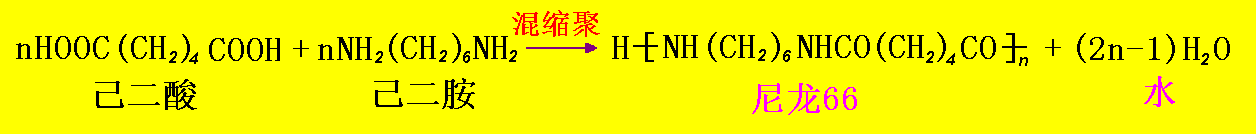 混缩聚
nHOOC(CH₂)₄COOH + nNH₂(CH₂)₆NH₂ ⟶ H⁅NH(CH₂)₆NHCO(CH₂)₄CO⁆ₙ + (2n-1)H₂O
己二酸 己二胺 尼龙66 水